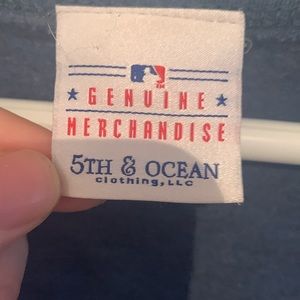 GENUINE
MERCHANDISE
5TH & OCEAN
clothing, LLC